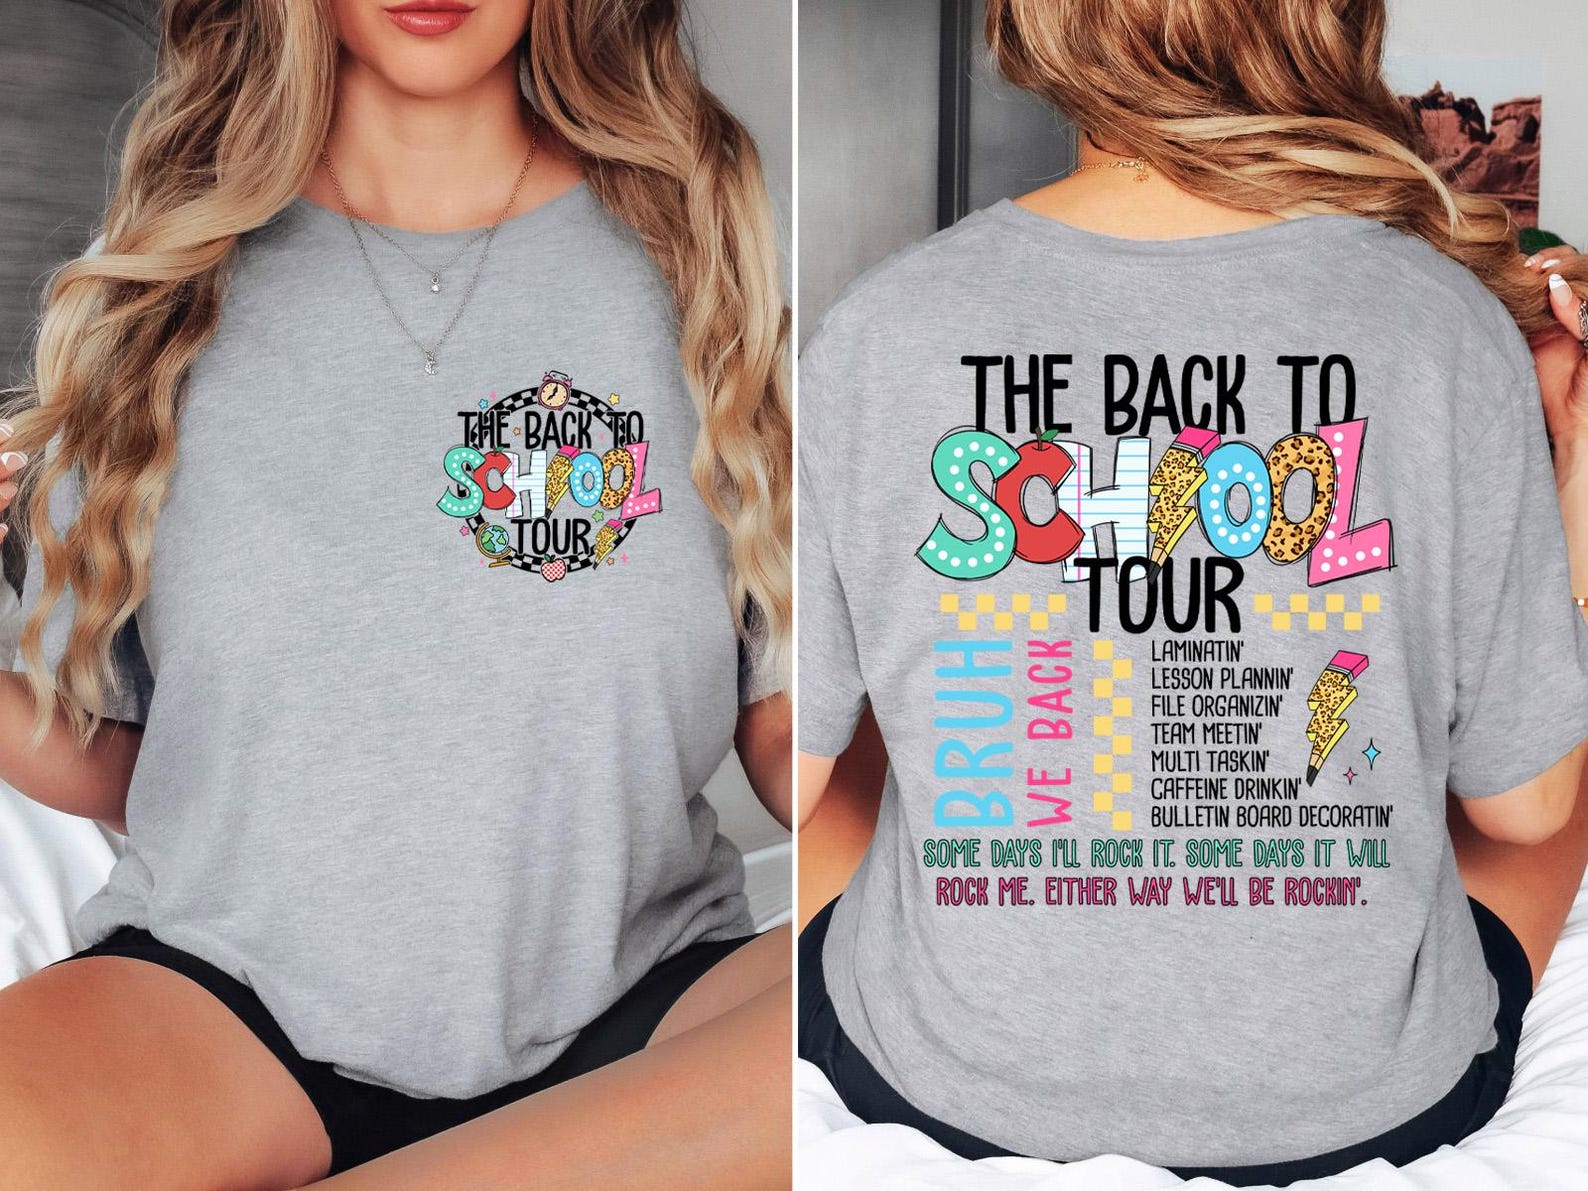 THE BACK TO
SCHOOL
TOUR
THE BACK TO
SCHOOL
TOUR
BRUH
WE BACK
LAMINATIN'
LESSON PLANNIN'
FILE ORGANIZIN'
TEAM MEETIN'
MULTI TASKIN'
CAFFEINE DRINKIN'
BULLETIN BOARD DECORATIN'
SOME DAYS I'LL ROCK IT. SOME DAYS IT WILL
ROCK ME. EITHER WAY WE'LL BE ROCKIN'.